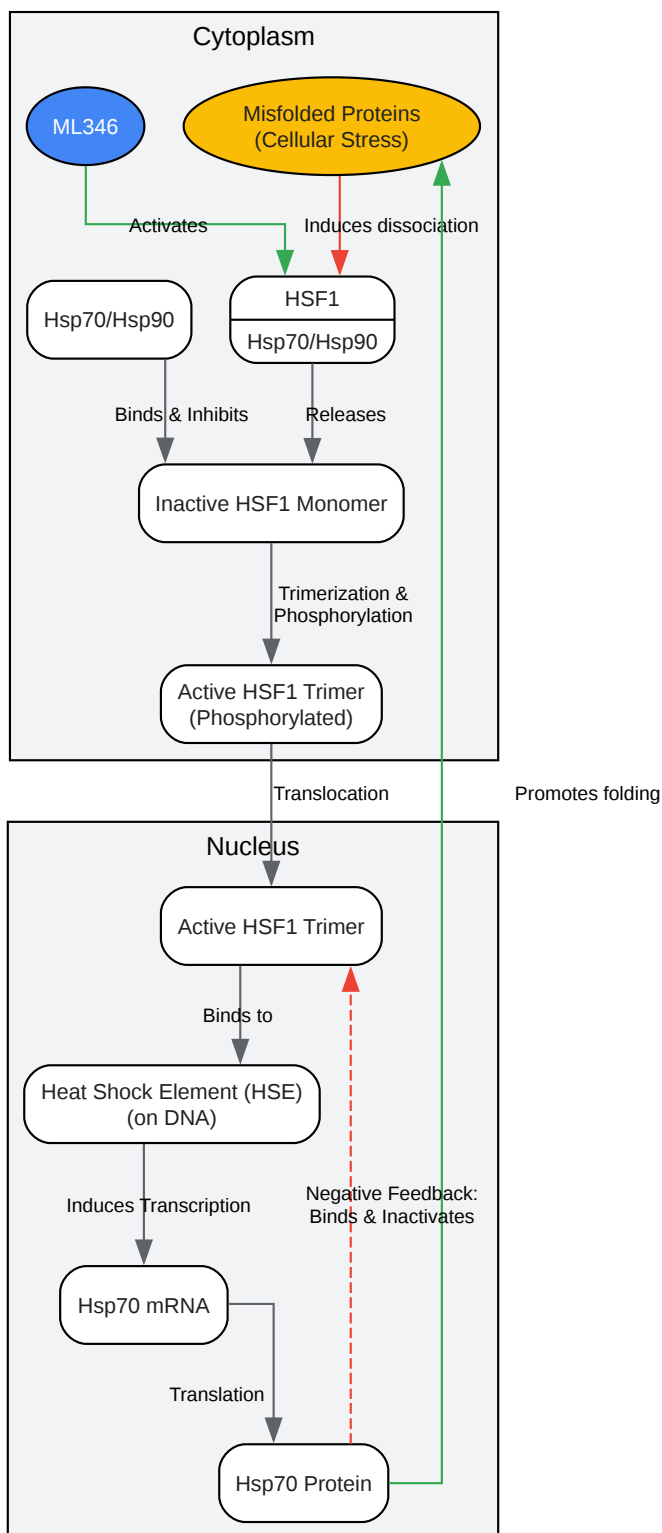 Cytoplasm
ML346
Misfolded Proteins
(Cellular Stress)
Activates
Induces dissociation
Hsp70/Hsp90
HSF1
Hsp70/Hsp90
Binds & Inhibits
Releases
Inactive HSF1 Monomer
Trimerization &
Phosphorylation
Active HSF1 Trimer
(Phosphorylated)
Translocation
Promotes folding
Nucleus
Active HSF1 Trimer
Binds to
Heat Shock Element (HSE)
(on DNA)
Induces Transcription
Negative Feedback:
Binds & Inactivates
Hsp70 mRNA
Translation
Hsp70 Protein